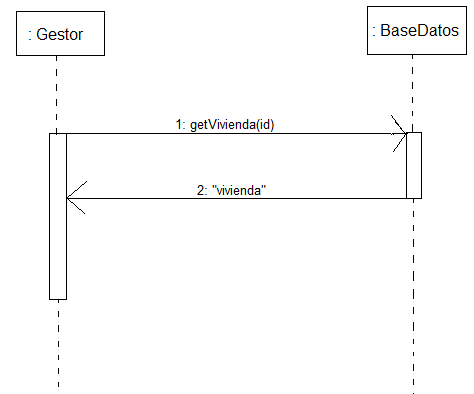 : Gestor
: BaseDatos
1: getVivienda(id)
2: "vivienda"